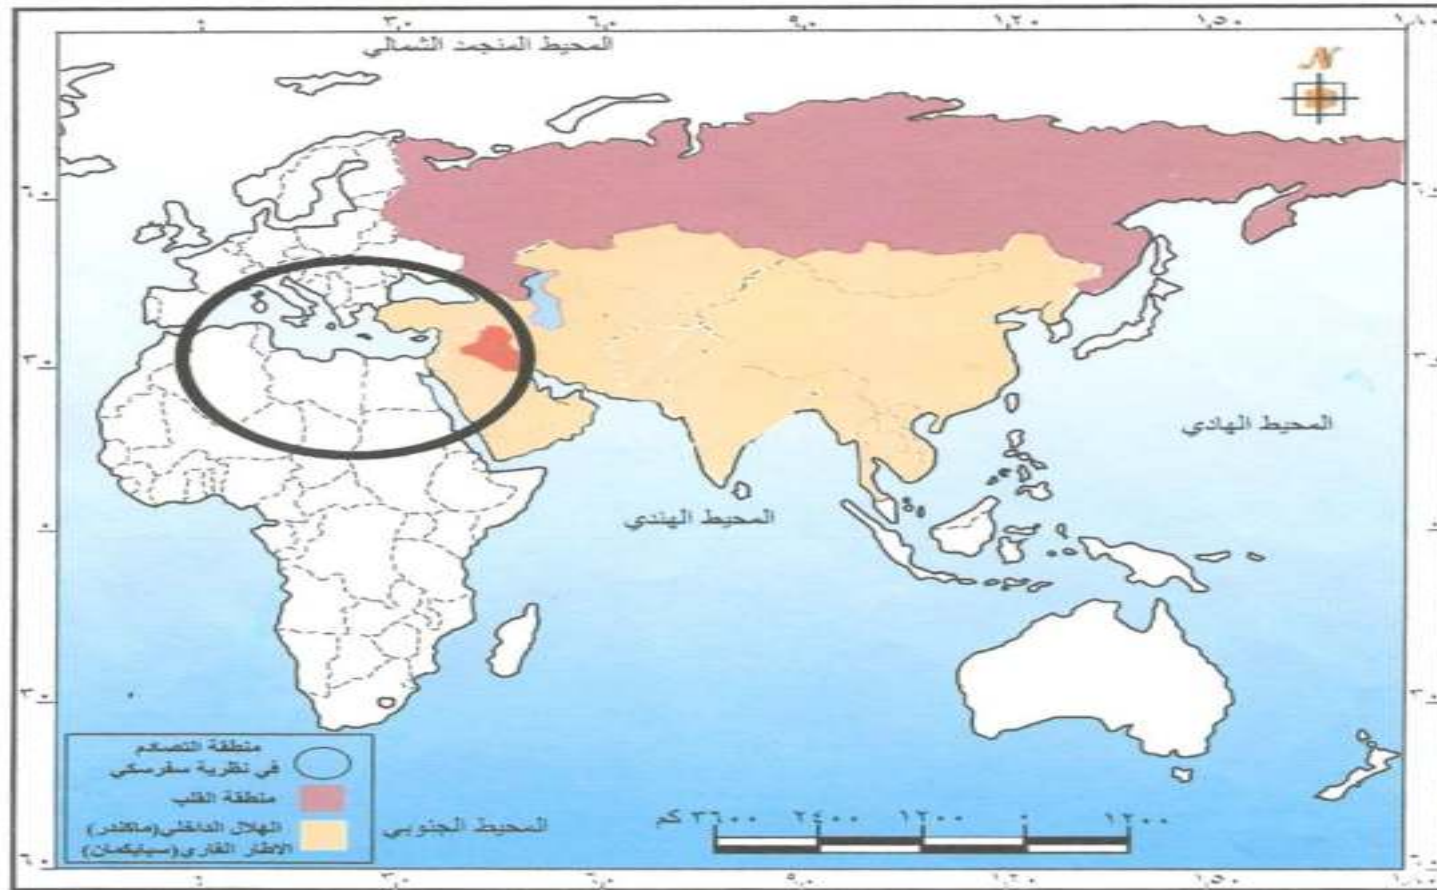 المحيط المنجمد الشمالي
N
المحيط الهادي
المحيط الهندي
منطقة التصادم
في نظرية سفرسكي
منطقة القلب
الهلال الداخلي(ماكندر)
الاطار القاري(سبايكمان)
المحيط الجنوبي
٣٦٠٠ كم ٢٤٠٠ ١٢٠٠ ٠ ١٢٠٠